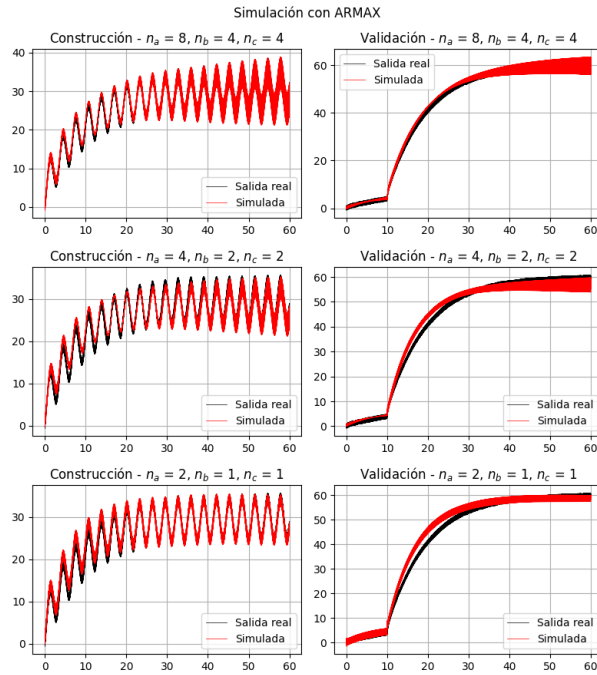 Simulación con ARMAX
Construcción - n_a = 8, n_b = 4, n_c = 4
40
30
20
10
0
0 10 20 30 40 50 60
Salida real
Simulada
Validación - n_a = 8, n_b = 4, n_c = 4
60
40
20
0
0 10 20 30 40 50 60
Salida real
Simulada
Construcción - n_a = 4, n_b = 2, n_c = 2
30
20
10
0
0 10 20 30 40 50 60
Salida real
Simulada
Validación - n_a = 4, n_b = 2, n_c = 2
60
50
40
30
20
10
0
0 10 20 30 40 50 60
Salida real
Simulada
Construcción - n_a = 2, n_b = 1, n_c = 1
30
20
10
0
0 10 20 30 40 50 60
Salida real
Simulada
Validación - n_a = 2, n_b = 1, n_c = 1
60
50
40
30
20
10
0
0 10 20 30 40 50 60
Salida real
Simulada